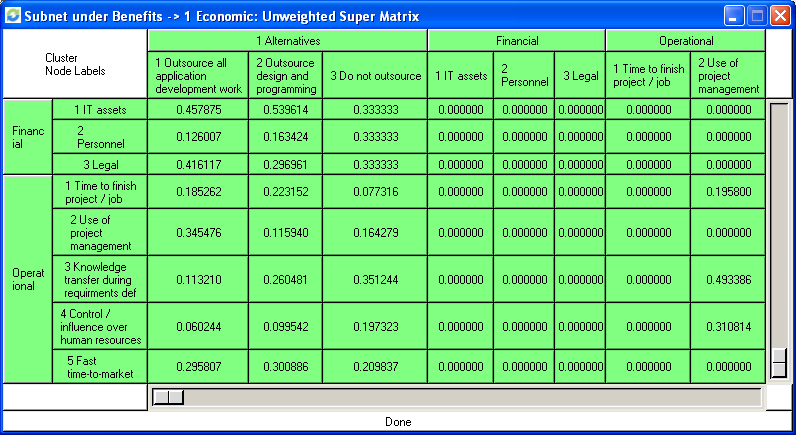 Subnet under Benefits -> 1 Economic: Unweighted Super Matrix
Cluster
Node Labels
1 Alternatives
Financial
Operational
1 Outsource all
application
development work
2 Outsource
design and
programming
3 Do not outsource
1 IT assets
2
Personnel
3 Legal
1 Time to finish
project / job
2 Use of
project
management
Financ
ial
1 IT assets
0.457875 0.539614 0.333333 0.000000 0.000000 0.000000 0.000000 0.000000
2
Personnel
0.126007 0.163424 0.333333 0.000000 0.000000 0.000000 0.000000 0.000000
3 Legal
0.416117 0.296961 0.333333 0.000000 0.000000 0.000000 0.000000 0.000000
Operat
ional
1 Time to finish
project / job
0.185262 0.223152 0.077316 0.000000 0.000000 0.000000 0.000000 0.195800
2 Use of
project
management
0.345476 0.115940 0.164279 0.000000 0.000000 0.000000 0.000000 0.000000
3 Knowledge
transfer during
requirments def
0.113210 0.260481 0.351244 0.000000 0.000000 0.000000 0.000000 0.493386
4 Control /
influence over
human resources
0.060244 0.099542 0.197323 0.000000 0.000000 0.000000 0.000000 0.310814
5 Fast
time-to-market
0.295807 0.300886 0.209837 0.000000 0.000000 0.000000 0.000000 0.000000
Done